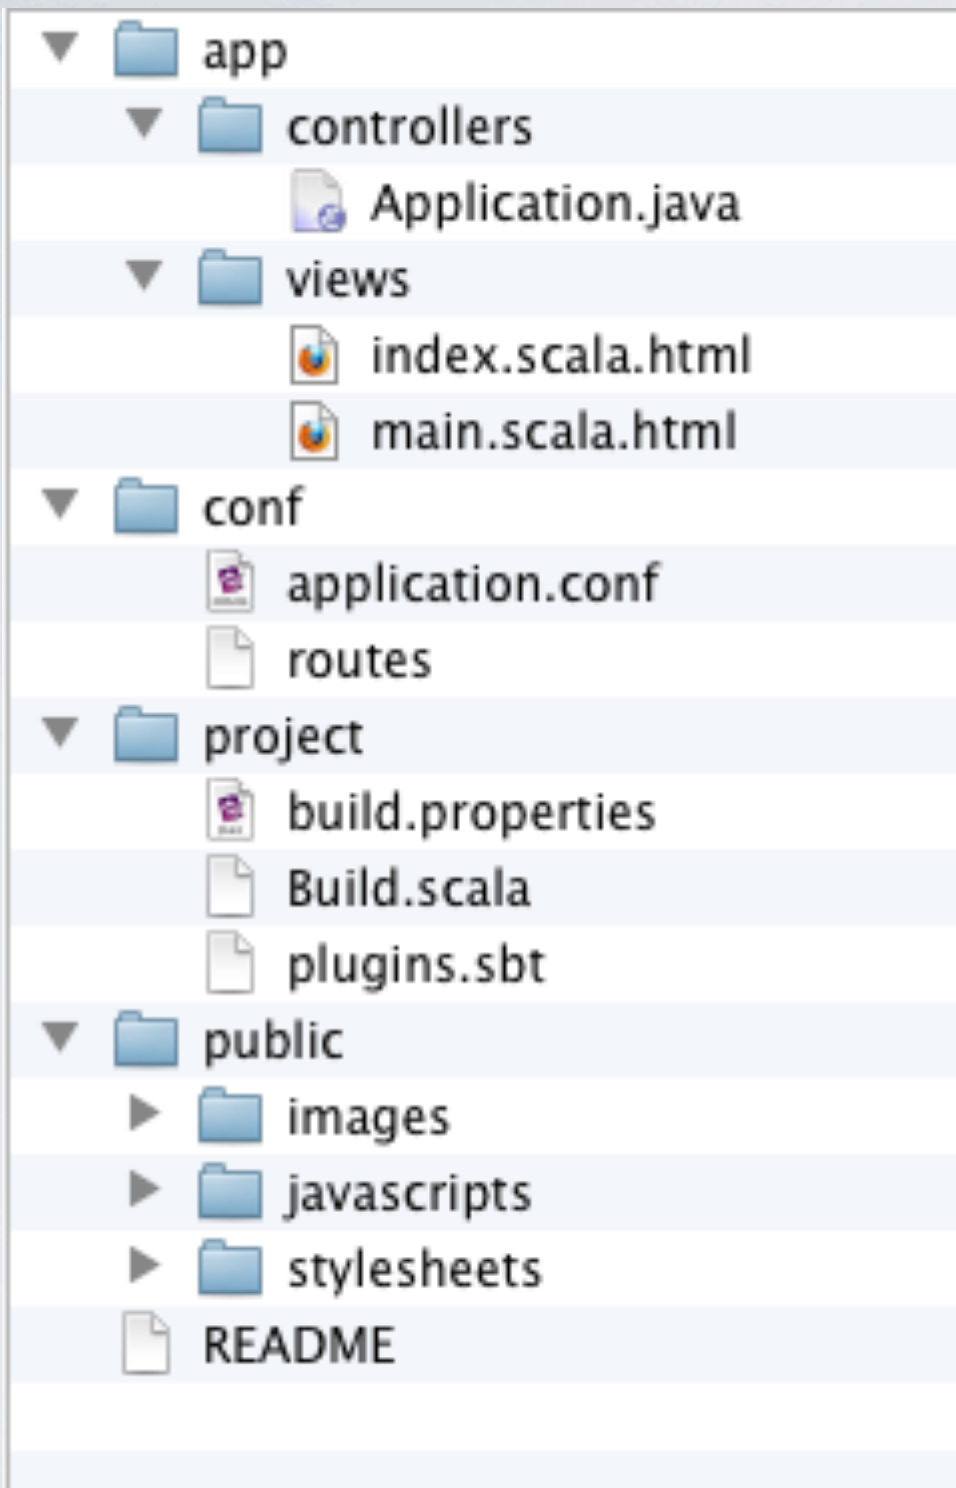 app
controllers
Application.java
views
index.scala.html
main.scala.html
conf
application.conf
routes
project
build.properties
Build.scala
plugins.sbt
public
images
javascripts
stylesheets
README